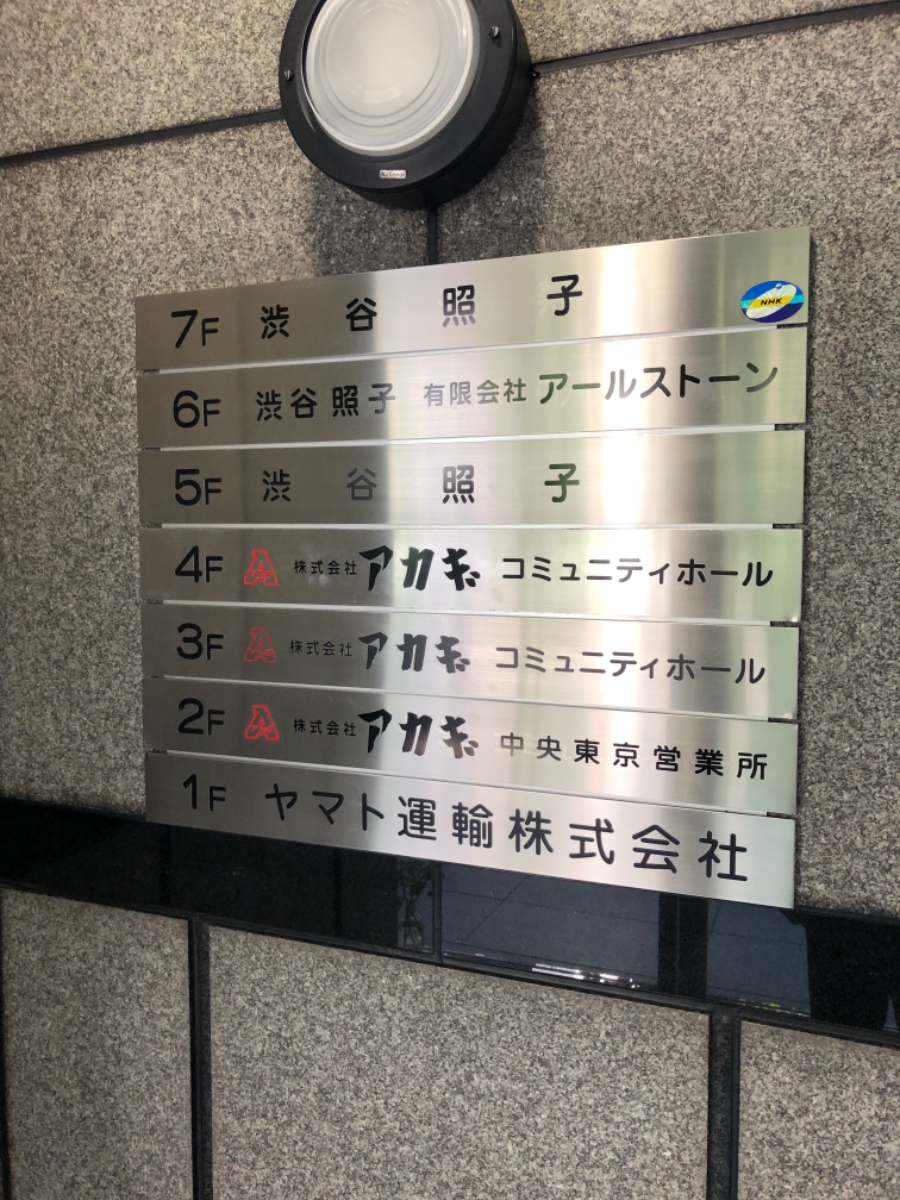 National
7F 渋谷照子 NHK
6F 渋谷照子 有限会社 アールストーン
5F 渋谷照子
4F A 株式会社アカギ コミュニティホール
3F A 株式会社アカギ コミュニティホール
2F A 株式会社アカギ 中央東京営業所
1F ヤマト運輸株式会社